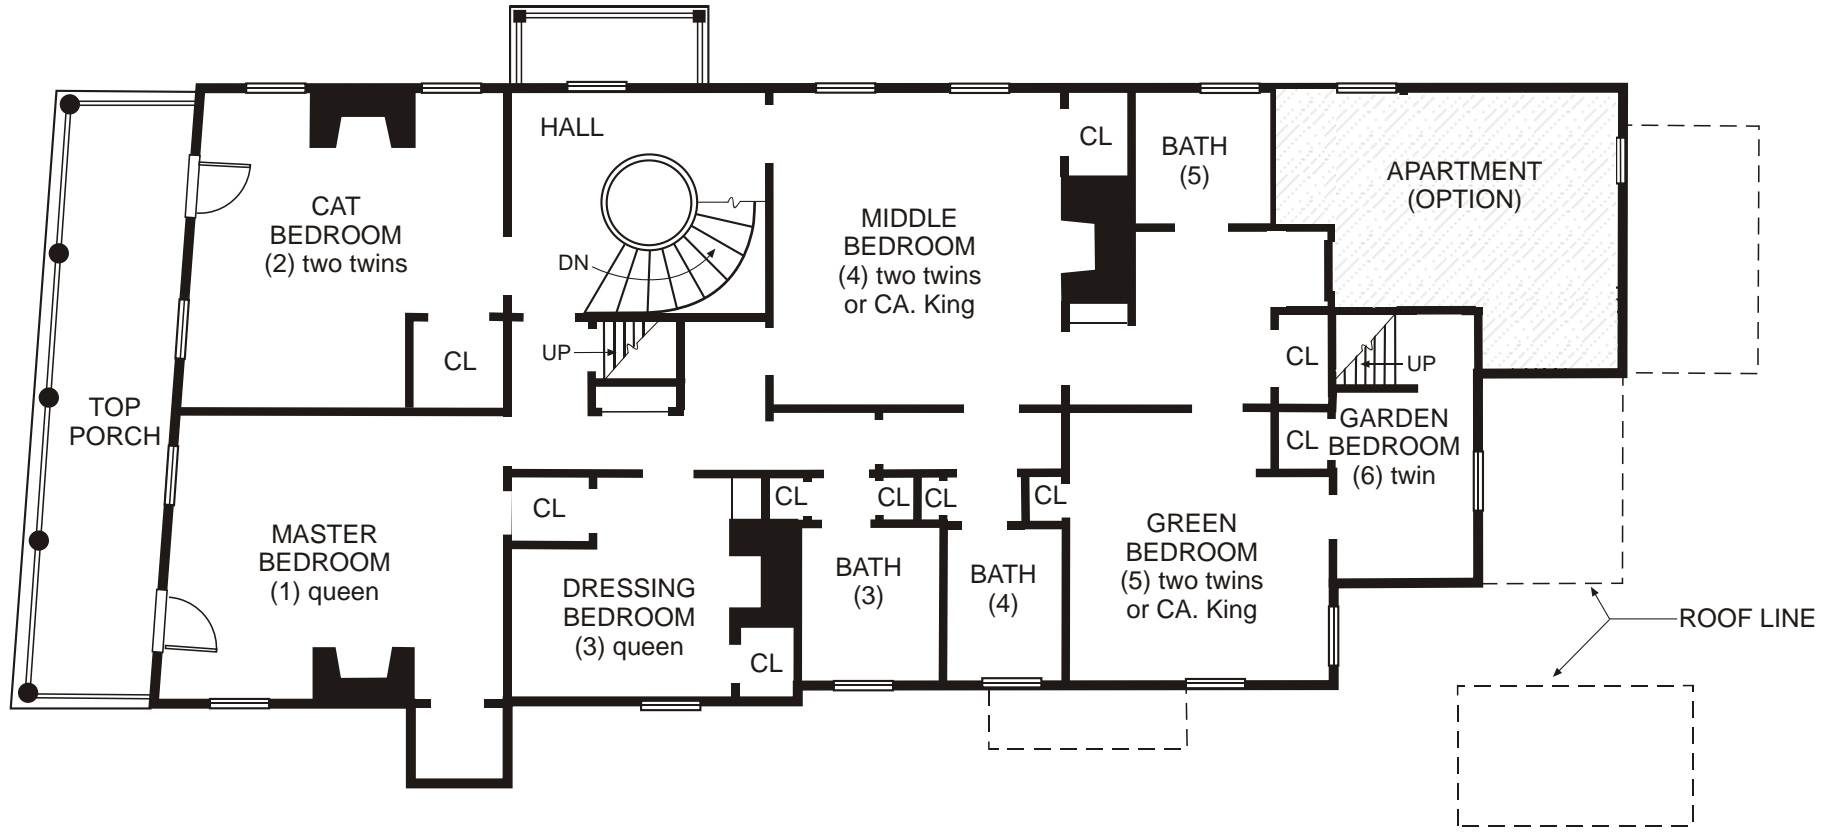 HALL
CL
BATH
(5)
APARTMENT
(OPTION)
CAT
BEDROOM
(2) two twins
MIDDLE
BEDROOM
(4) two twins
or CA. King
DN
UP
CL
CL
UP
TOP
PORCH
GARDEN
BEDROOM
(6) twin
CL
CL
CL
CL
CL
CL
MASTER
BEDROOM
(1) queen
GREEN
BEDROOM
(5) two twins
or CA. King
DRESSING
BEDROOM
(3) queen
BATH
(3)
BATH
(4)
CL
ROOF LINE